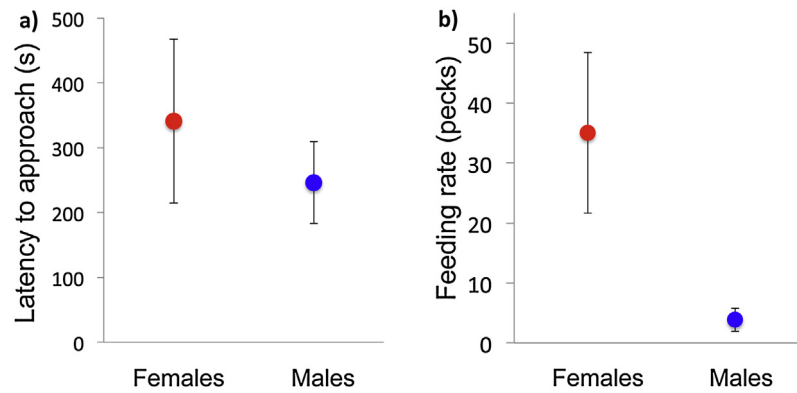 a)
Latency to approach (s)
500
400
300
200
100
0
Females Males
b)
Feeding rate (pecks)
50
40
30
20
10
0
Females Males